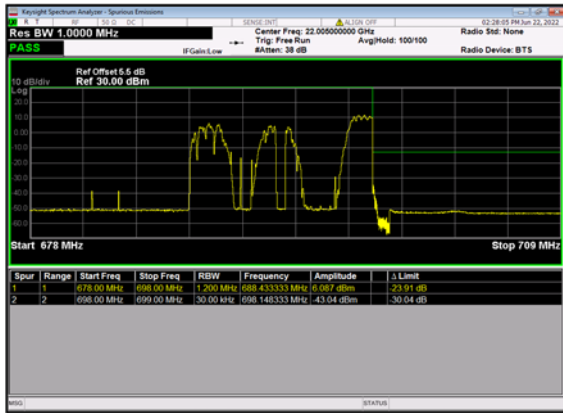 Keysight Spectrum Analyzer - Spurious Emissions
R T RF 50 Ω DC SENSE:INT ALIGN OFF 02:28:05 PM Jun 22, 2022
Res BW 1.0000 MHz Center Freq: 22.005000000 GHz Radio Std: None
Trig: Free Run Avg|Hold: 100/100
PASS IFGain:Low #Atten: 38 dB Radio Device: BTS
Ref Offset 5.5 dB
10 dB/div Ref 30.00 dBm
Log
20.0
10.0
0.00
-10.0
-20.0
-30.0
-40.0
-50.0
-60.0
Start 678 MHz Stop 709 MHz
Spur Range Start Freq Stop Freq RBW Frequency Amplitude Δ Limit
1 1 678.00 MHz 698.00 MHz 1.200 MHz 688.433333 MHz 6.087 dBm -23.91 dB
2 2 698.00 MHz 699.00 MHz 30.00 kHz 698.148333 MHz -43.04 dBm -30.04 dB
MSG STATUS